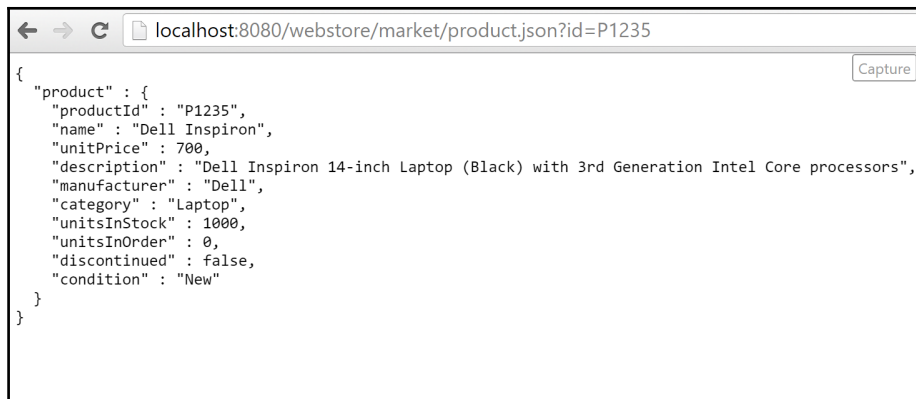 localhost:8080/webstore/market/product.json?id=P1235
Capture
{
  "product" : {
    "productId" : "P1235",
    "name" : "Dell Inspiron",
    "unitPrice" : 700,
    "description" : "Dell Inspiron 14-inch Laptop (Black) with 3rd Generation Intel Core processors",
    "manufacturer" : "Dell",
    "category" : "Laptop",
    "unitsInStock" : 1000,
    "unitsInOrder" : 0,
    "discontinued" : false,
    "condition" : "New"
  }
}